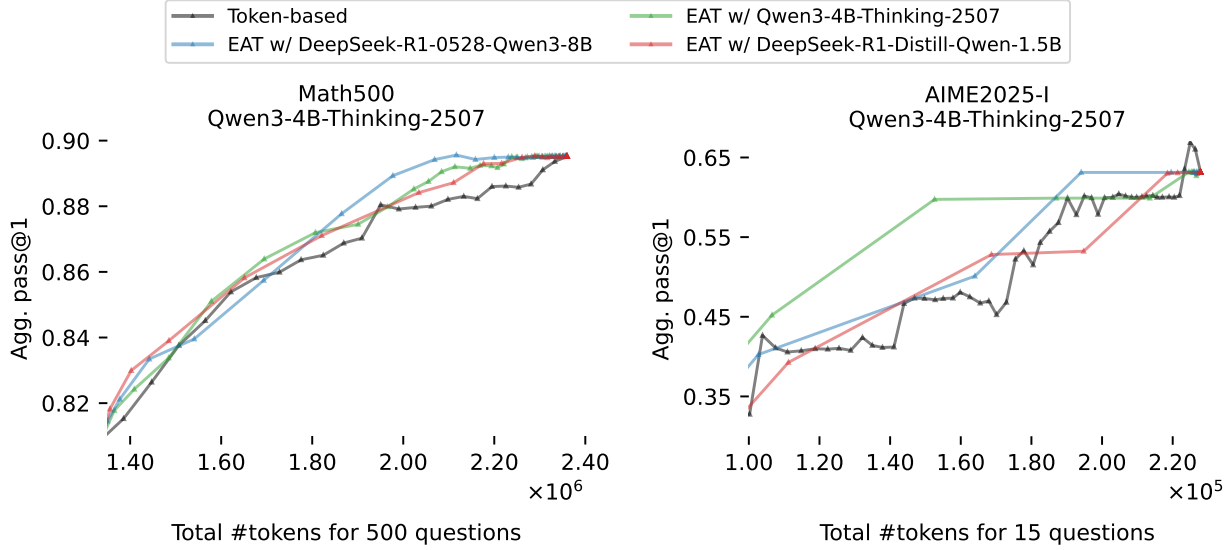 Token-based
EAT w/ DeepSeek-R1-0528-Qwen3-8B
EAT w/ Qwen3-4B-Thinking-2507
EAT w/ DeepSeek-R1-Distill-Qwen-1.5B
Math500
Qwen3-4B-Thinking-2507
Agg. pass@1
0.90
0.88
0.86
0.84
0.82
1.40 1.60 1.80 2.00 2.20 2.40
×10⁶
Total #tokens for 500 questions
AIME2025-I
Qwen3-4B-Thinking-2507
Agg. pass@1
0.65
0.55
0.45
0.35
1.00 1.20 1.40 1.60 1.80 2.00 2.20
×10⁵
Total #tokens for 15 questions